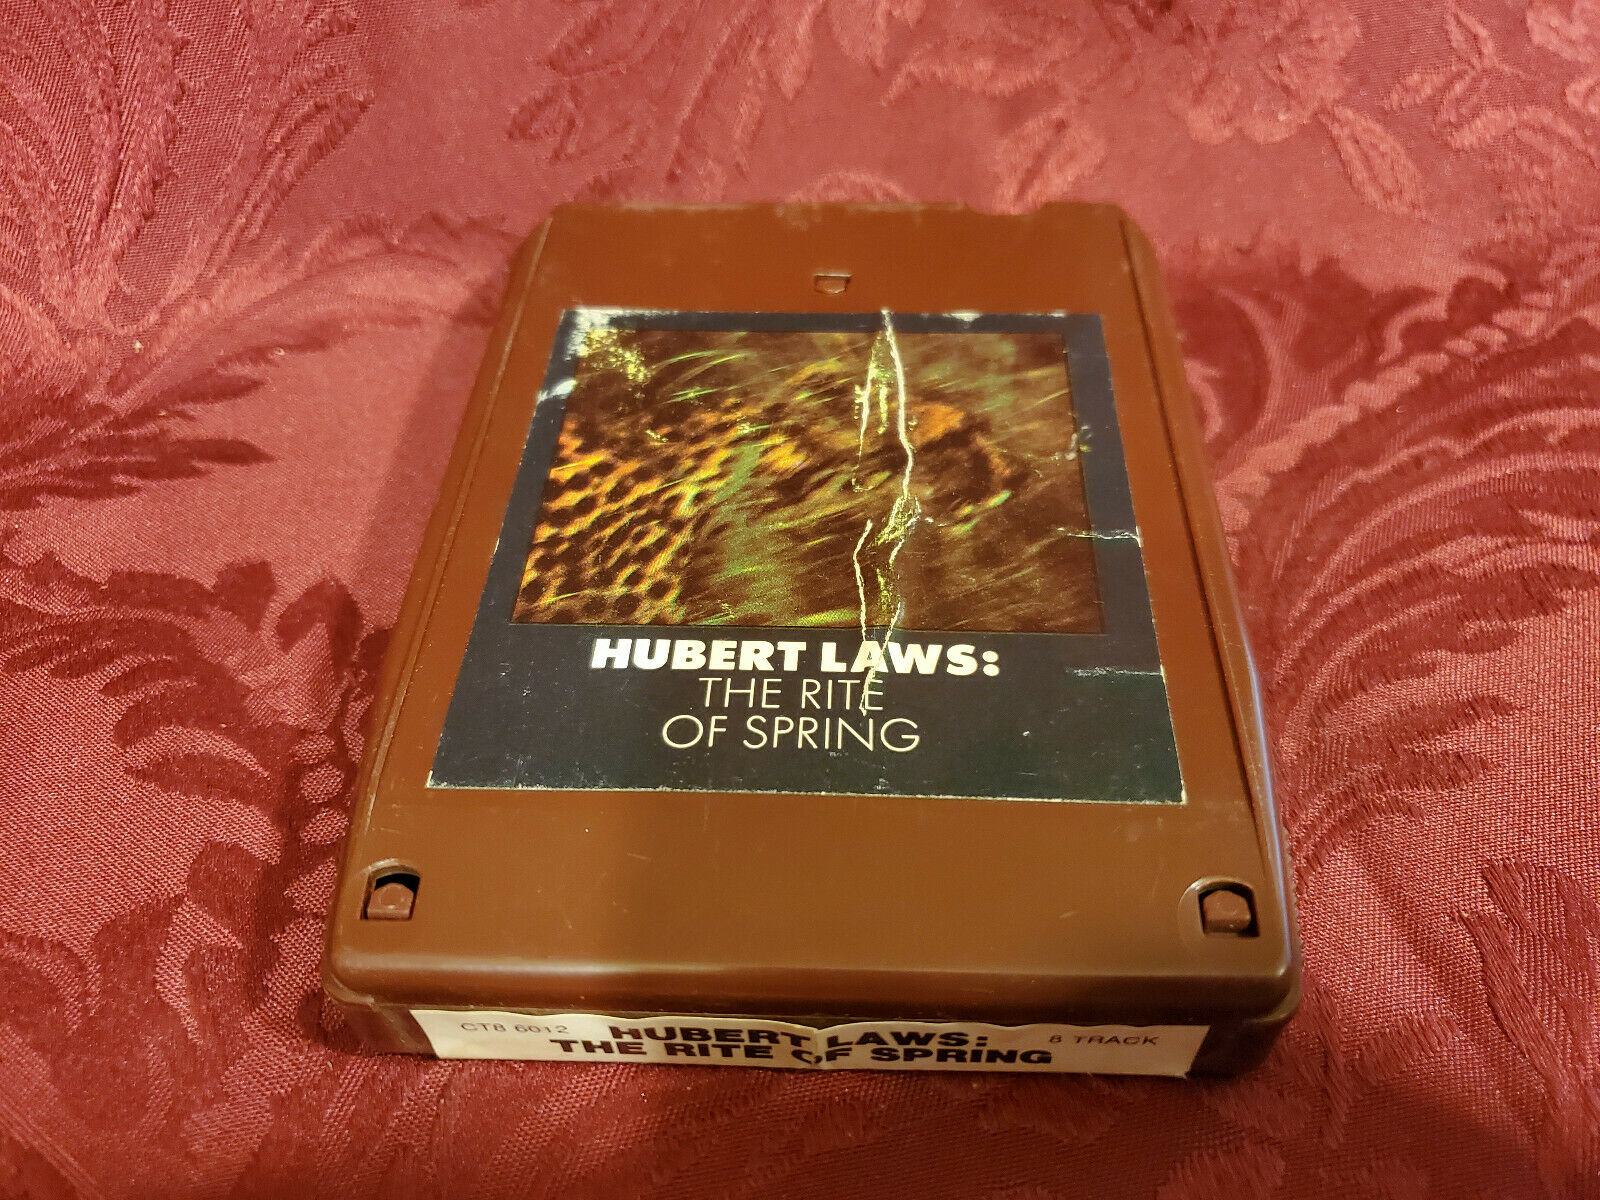 HUBERT LAWS:
THE RITE
OF SPRING
CT8 6012
HUBERT LAWS:
THE RITE OF SPRING
8 TRACK